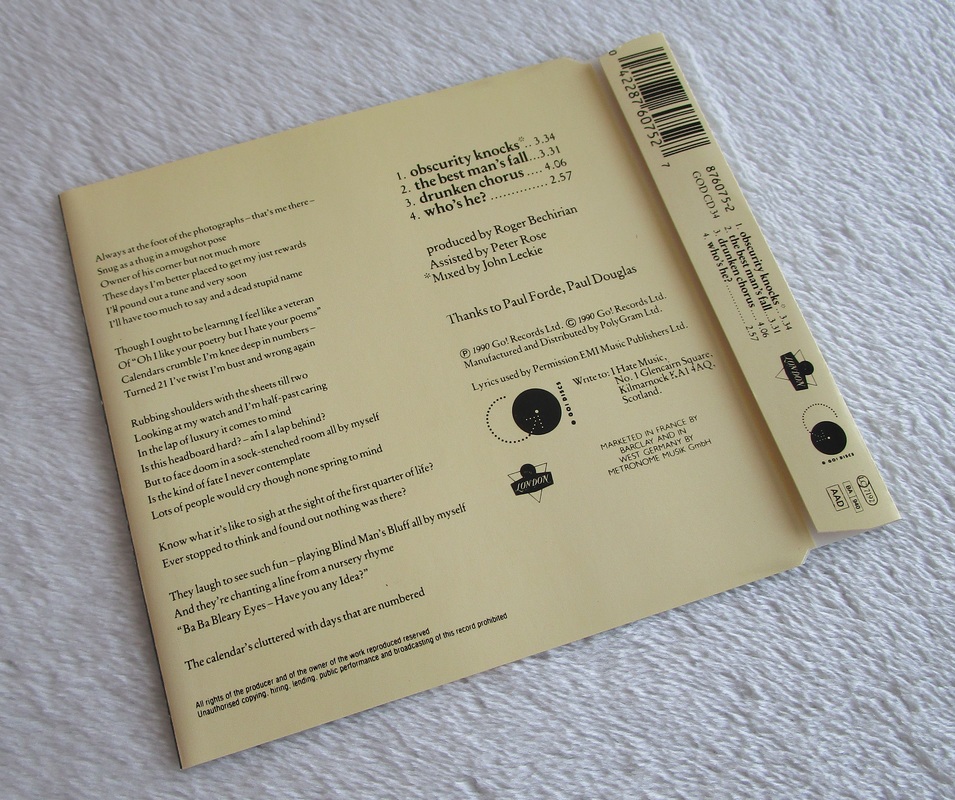 Always at the foot of the photographs – that's me there –
Snug as a thug in a mugshot pose
Owner of his corner but not much more
These days I'm better placed to get my just rewards
I'll pound out a tune and very soon
I'll have too much to say and a dead stupid name
Though I ought to be learning I feel like a veteran
Of "Oh I like your poetry but I hate your poems"
Calendars crumble I'm knee deep in numbers –
Turned 21 I've twist I'm bust and wrong again
Rubbing shoulders with the sheets till two
Looking at my watch and I'm half-past caring
In the lap of luxury it comes to mind
Is this headboard hard? – am I a lap behind?
But to face doom in a sock-stenched room all by myself
Is the kind of fate I never contemplate
Lots of people would cry though none spring to mind
Know what it's like to sigh at the sight of the first quarter of life?
Ever stopped to think and found out nothing was there?
They laugh to see such fun – playing Blind Man's Bluff all by myself
And they're chanting a line from a nursery rhyme
"Ba Ba Bleary Eyes – Have you any Idea?"
The calendar's cluttered with days that are numbered
All rights of the producer and of the owner of the work reproduced reserved
Unauthorised copying, hiring, lending, public performance and broadcasting of this record prohibited
1. obscurity knocks* .. 3.34
2. the best man's fall...3.31
3. drunken chorus .... 4.06
4. who's he? ............ 2.57
produced by Roger Bechirian
Assisted by Peter Rose
*Mixed by John Leckie
Thanks to Paul Forde, Paul Douglas
℗ 1990 Go! Records Ltd. © 1990 Go! Records Ltd.
Manufactured and Distributed by PolyGram Ltd.
Lyrics used by Permission EMI Music Publishers Ltd.
Write to: I Hate Music,
No. 1 Glencairn Square,
Kilmarnock KA1 4AQ.
Scotland.
GO! DISCS
LONDON
MARKETED IN FRANCE BY
BARCLAY AND IN
WEST GERMANY BY
METRONOME MUSIK GmbH
0 42287 60752 7
876075-2
GOD CD 34
1. obscurity knocks* .. 3.34
2. the best man's fall...3.31
3. drunken chorus .... 4.06
4. who's he? ............ 2.57
LONDON
GO! DISCS
AAD